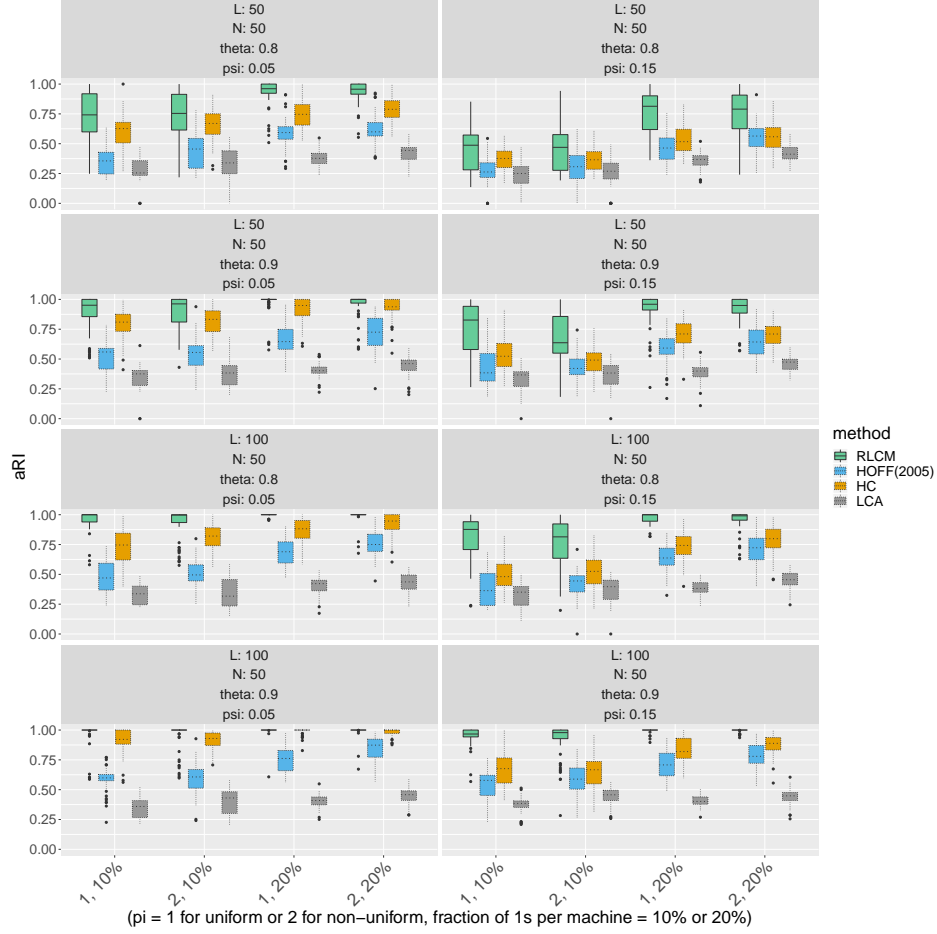 L: 50
N: 50
theta: 0.8
psi: 0.05
L: 50
N: 50
theta: 0.8
psi: 0.15
1.00
0.75
0.50
0.25
0.00
L: 50
N: 50
theta: 0.9
psi: 0.05
L: 50
N: 50
theta: 0.9
psi: 0.15
1.00
0.75
0.50
0.25
0.00
L: 100
N: 50
theta: 0.8
psi: 0.05
L: 100
N: 50
theta: 0.8
psi: 0.15
1.00
0.75
0.50
0.25
0.00
L: 100
N: 50
theta: 0.9
psi: 0.05
L: 100
N: 50
theta: 0.9
psi: 0.15
1.00
0.75
0.50
0.25
0.00
aRI
1, 10%
2, 10%
1, 20%
2, 20%
1, 10%
2, 10%
1, 20%
2, 20%
(pi = 1 for uniform or 2 for non−uniform, fraction of 1s per machine = 10% or 20%)
method
RLCM
HOFF(2005)
HC
LCA